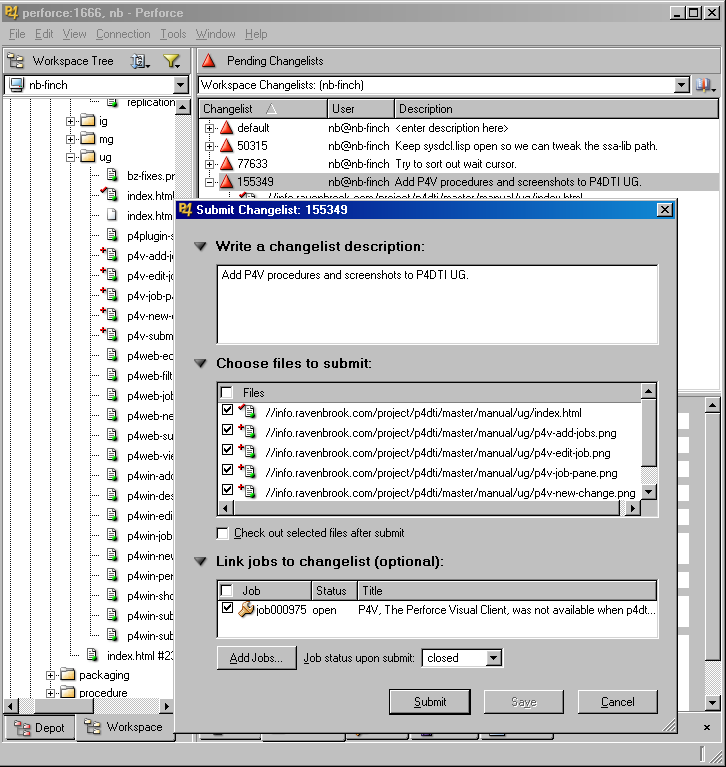 perforce:1666, nb - Perforce
File Edit View Connection Tools Window Help
Workspace Tree
nb-finch
replication
ig
mg
ug
bz-fixes.pr
index.html
index.htm
p4plugin-s
p4v-add-j
p4v-edit-jo
p4v-job-pa
p4v-new-
p4v-subm
p4web-ed
p4web-filt
p4web-job
p4web-ne
p4web-su
p4web-vie
p4win-add
p4win-des
p4win-edi
p4win-job
p4win-nev
p4win-per
p4win-sho
p4win-sub
p4win-sub
p4win-sub
index.html #23
packaging
procedure
Depot Workspace
Pending Changelists
Workspace Changelists: (nb-finch)
Changelist User Description
default nb@nb-finch <enter description here>
50315 nb@nb-finch Keep sysdcl.lisp open so we can tweak the ssa-lib path.
77633 nb@nb-finch Try to sort out wait cursor.
155349 nb@nb-finch Add P4V procedures and screenshots to P4DTI UG.
//info.ravenbrook.com/project/p4dti/master/manual/ug/index.html
Submit Changelist: 155349
Write a changelist description:
Add P4V procedures and screenshots to P4DTI UG.
Choose files to submit:
Files
//info.ravenbrook.com/project/p4dti/master/manual/ug/index.html
//info.ravenbrook.com/project/p4dti/master/manual/ug/p4v-add-jobs.png
//info.ravenbrook.com/project/p4dti/master/manual/ug/p4v-edit-job.png
//info.ravenbrook.com/project/p4dti/master/manual/ug/p4v-job-pane.png
//info.ravenbrook.com/project/p4dti/master/manual/ug/p4v-new-change.png
Check out selected files after submit
Link jobs to changelist (optional):
Job Status Title
job000975 open P4V, The Perforce Visual Client, was not available when p4dt...
Add Jobs... Job status upon submit: closed
Submit Save Cancel